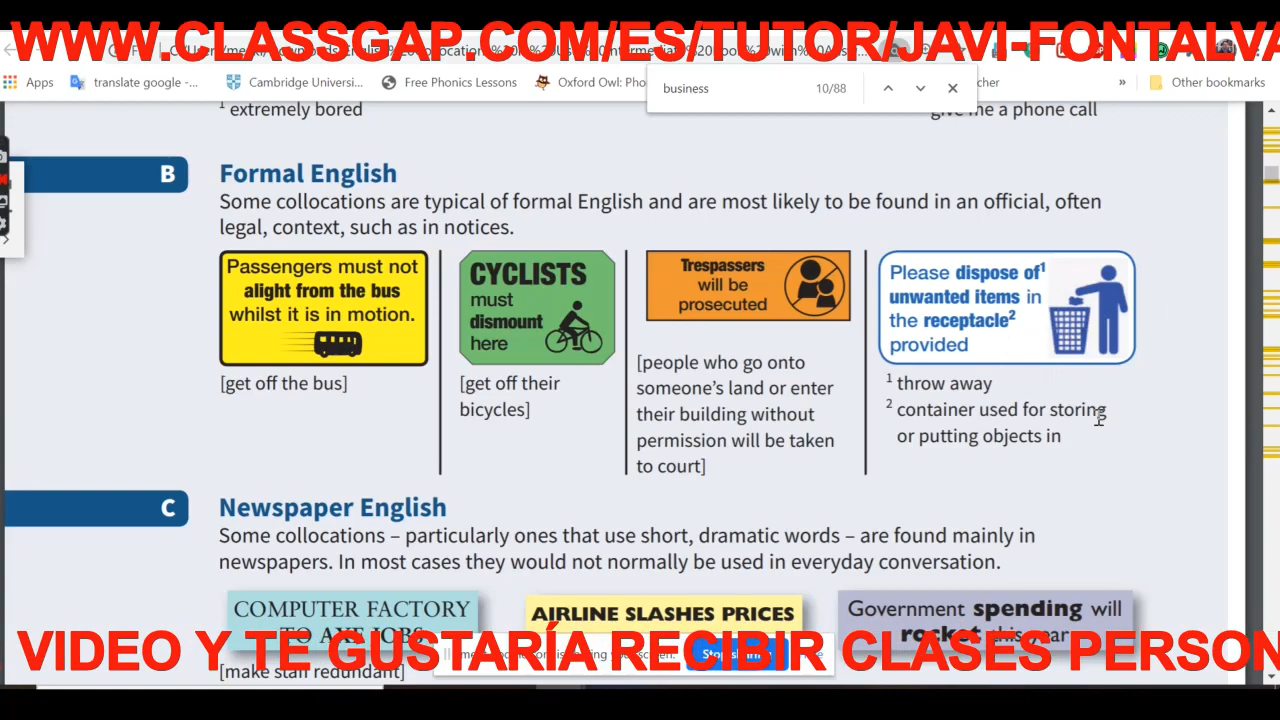 WWW.CLASSGAP.COM/ES/TUTOR/JAVI-FONTALVA
Apps translate google -... Cambridge Universi... Free Phonics Lessons Oxford Owl: Pho cher » Other bookmarks
business 10/88
1 extremely bored
give me a phone call
B Formal English
Some collocations are typical of formal English and are most likely to be found in an official, often
legal, context, such as in notices.
Passengers must not
alight from the bus
whilst it is in motion.
[get off the bus]
CYCLISTS
must
dismount
here
[get off their
bicycles]
Trespassers
will be
prosecuted
[people who go onto
someone's land or enter
their building without
permission will be taken
to court]
Please dispose of1
unwanted items in
the receptacle2
provided
1 throw away
2 container used for storing
or putting objects in
C Newspaper English
Some collocations – particularly ones that use short, dramatic words – are found mainly in
newspapers. In most cases they would not normally be used in everyday conversation.
COMPUTER FACTORY
TO AXE JOBS
[make staff redundant]
AIRLINE SLASHES PRICES
Government spending will
rocket this year
VIDEO Y TE GUSTARÍA RECIBIR CLASES PERSON